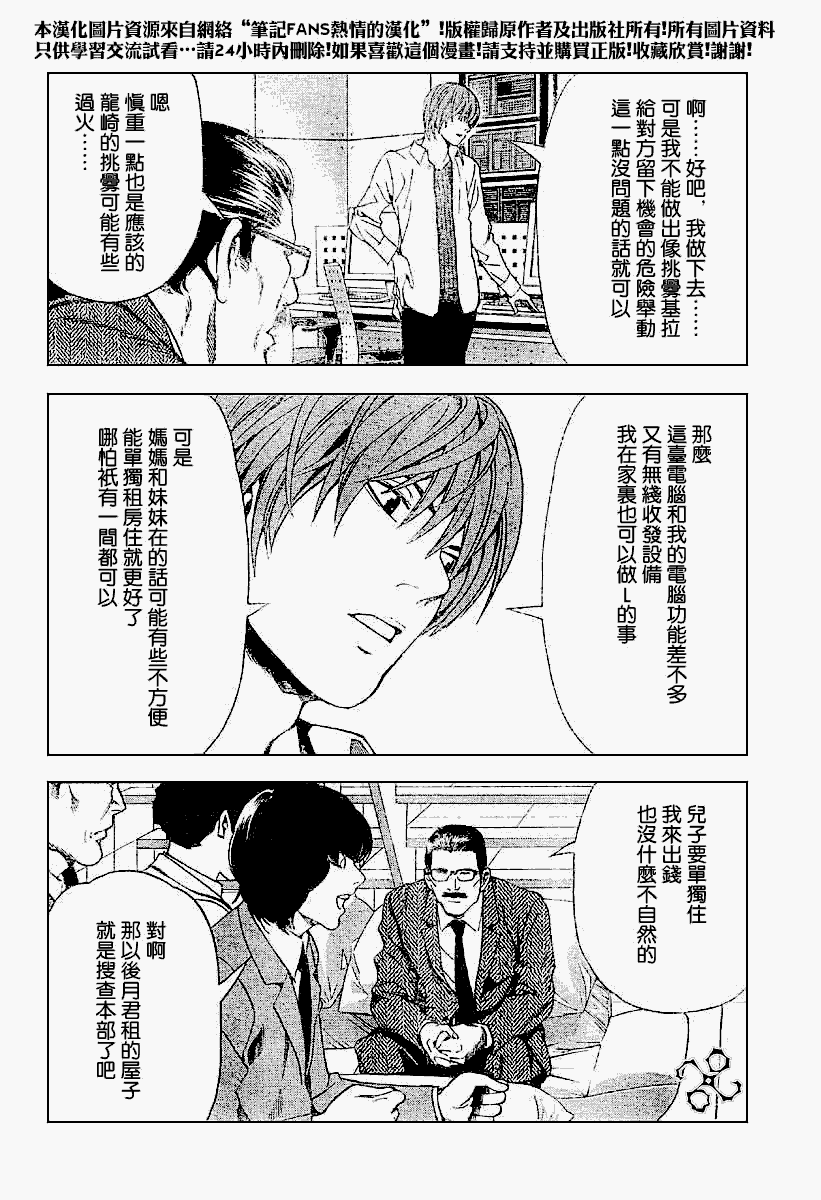 本漢化圖片資源來自網絡“筆記FANS熱情的漢化”!版權歸原作者及出版社所有!所有圖片資料
只供學習交流試看…請24小時內刪除!如果喜歡這個漫畫!請支持並購買正版!收藏欣賞!謝謝!
啊……好吧，我做下去……
可是我不能做出像挑釁基拉
給對方留下機會的危險舉動
這一點沒問題的話就可以
嗯
慎重一點也是應該的
龍崎的挑釁可能有些
過火……
那麼
這臺電腦和我的電腦功能差不多
又有無綫收發設備
我在家裏也可以做L的事
可是
媽媽和妹妹在的話可能有些不方便
能單獨租房住就更好了
哪怕衹有一間都可以
兒子要單獨住
我來出錢
也沒什麼不自然的
對啊
那以後月君租的屋子
就是搜查本部了吧